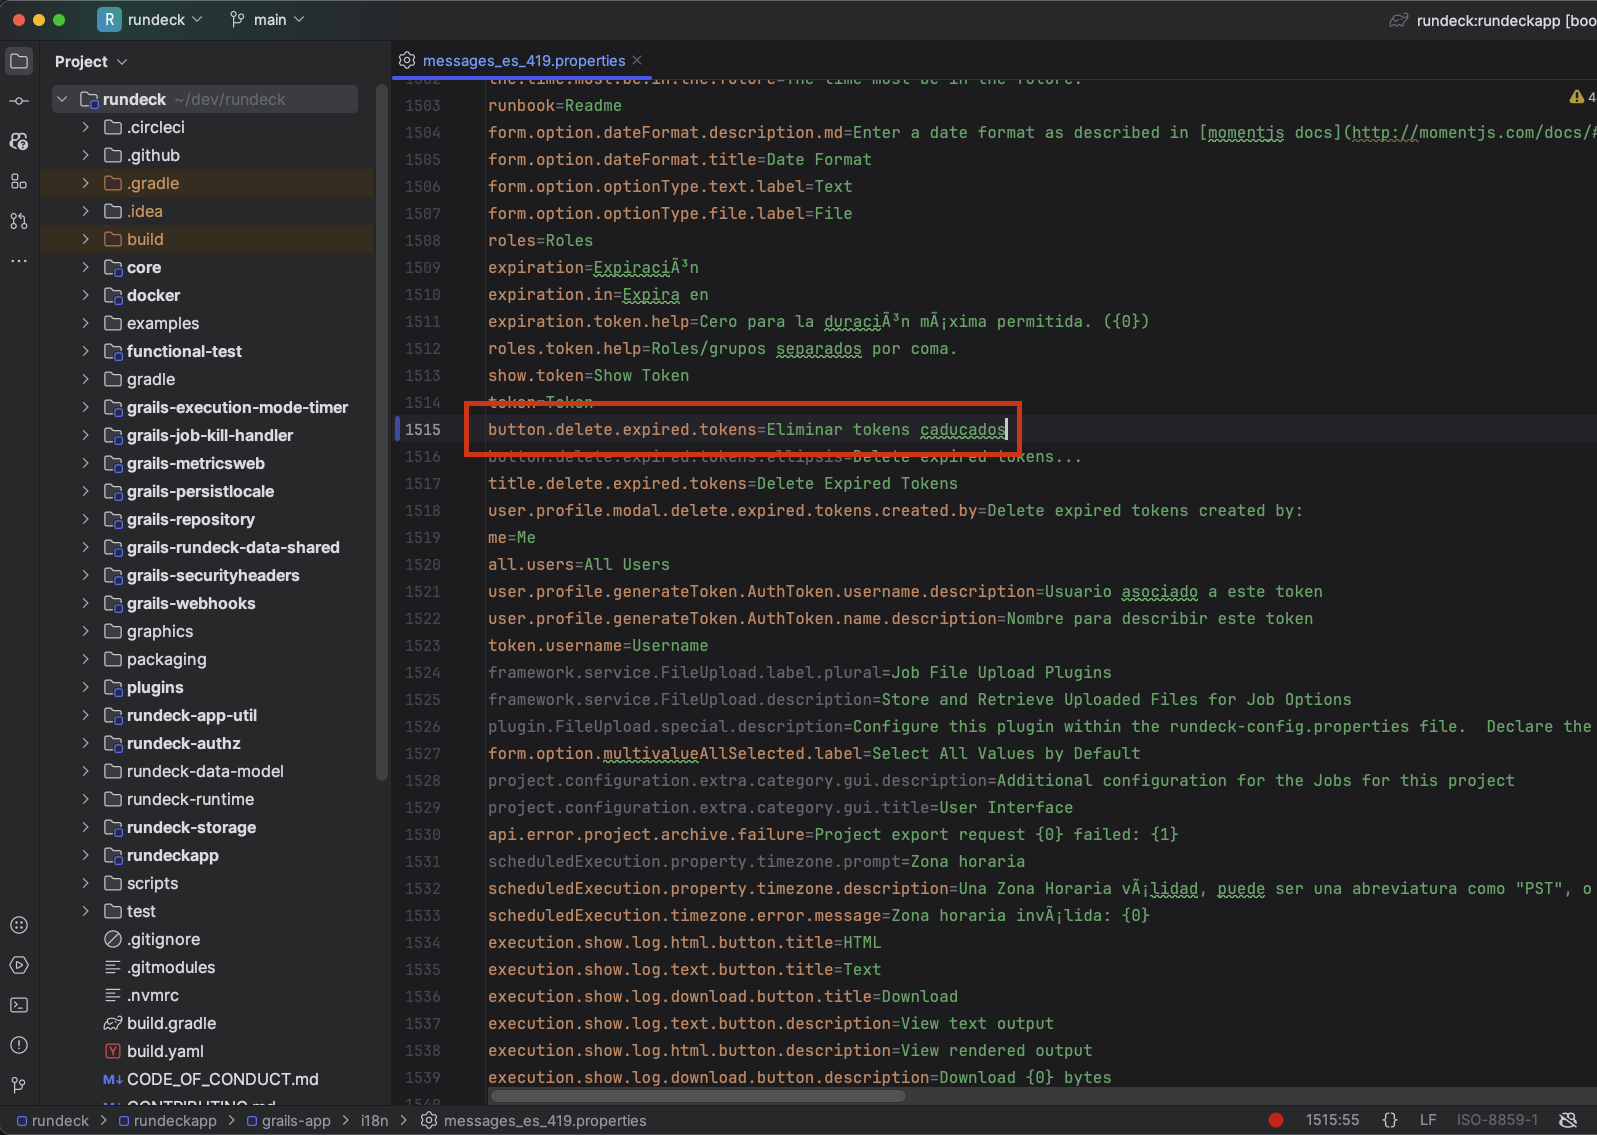 R rundeck main rundeck:rundeckapp [boo
Project
messages_es_419.properties
rundeck ~/dev/rundeck
.circleci
.github
.gradle
.idea
build
core
docker
examples
functional-test
gradle
grails-execution-mode-timer
grails-job-kill-handler
grails-metricsweb
grails-persistlocale
grails-repository
grails-rundeck-data-shared
grails-securityheaders
grails-webhooks
graphics
packaging
plugins
rundeck-app-util
rundeck-authz
rundeck-data-model
rundeck-runtime
rundeck-storage
rundeckapp
scripts
test
.gitignore
.gitmodules
.nvmrc
build.gradle
build.yaml
CODE_OF_CONDUCT.md
CONTRIBUTING.md
4
1502 the.time.must.be.in.the.future=The time must be in the future.
1503 runbook=Readme
1504 form.option.dateFormat.description.md=Enter a date format as described in [momentjs docs](http://momentjs.com/docs/#
1505 form.option.dateFormat.title=Date Format
1506 form.option.optionType.text.label=Text
1507 form.option.optionType.file.label=File
1508 roles=Roles
1509 expiration=ExpiraciÃ³n
1510 expiration.in=Expira en
1511 expiration.token.help=Cero para la duraciÃ³n mÃ¡xima permitida. ({0})
1512 roles.token.help=Roles/grupos separados por coma.
1513 show.token=Show Token
1514 token=Token
1515 button.delete.expired.tokens=Eliminar tokens caducados
1516 button.delete.expired.tokens.ellipsis=Delete expired tokens...
1517 title.delete.expired.tokens=Delete Expired Tokens
1518 user.profile.modal.delete.expired.tokens.created.by=Delete expired tokens created by:
1519 me=Me
1520 all.users=All Users
1521 user.profile.generateToken.AuthToken.username.description=Usuario asociado a este token
1522 user.profile.generateToken.AuthToken.name.description=Nombre para describir este token
1523 token.username=Username
1524 framework.service.FileUpload.label.plural=Job File Upload Plugins
1525 framework.service.FileUpload.description=Store and Retrieve Uploaded Files for Job Options
1526 plugin.FileUpload.special.description=Configure this plugin within the rundeck-config.properties file.  Declare the
1527 form.option.multivalueAllSelected.label=Select All Values by Default
1528 project.configuration.extra.category.gui.description=Additional configuration for the Jobs for this project
1529 project.configuration.extra.category.gui.title=User Interface
1530 api.error.project.archive.failure=Project export request {0} failed: {1}
1531 scheduledExecution.property.timezone.prompt=Zona horaria
1532 scheduledExecution.property.timezone.description=Una Zona Horaria vÃ¡lidad, puede ser una abreviatura como "PST", o
1533 scheduledExecution.timezone.error.message=Zona horaria invÃ¡lida: {0}
1534 execution.show.log.html.button.title=HTML
1535 execution.show.log.text.button.title=Text
1536 execution.show.log.download.button.title=Download
1537 execution.show.log.text.button.description=View text output
1538 execution.show.log.html.button.description=View rendered output
1539 execution.show.log.download.button.description=Download {0} bytes
1540
rundeck > rundeckapp > grails-app > i18n > messages_es_419.properties 1515:55 {} LF ISO-8859-1